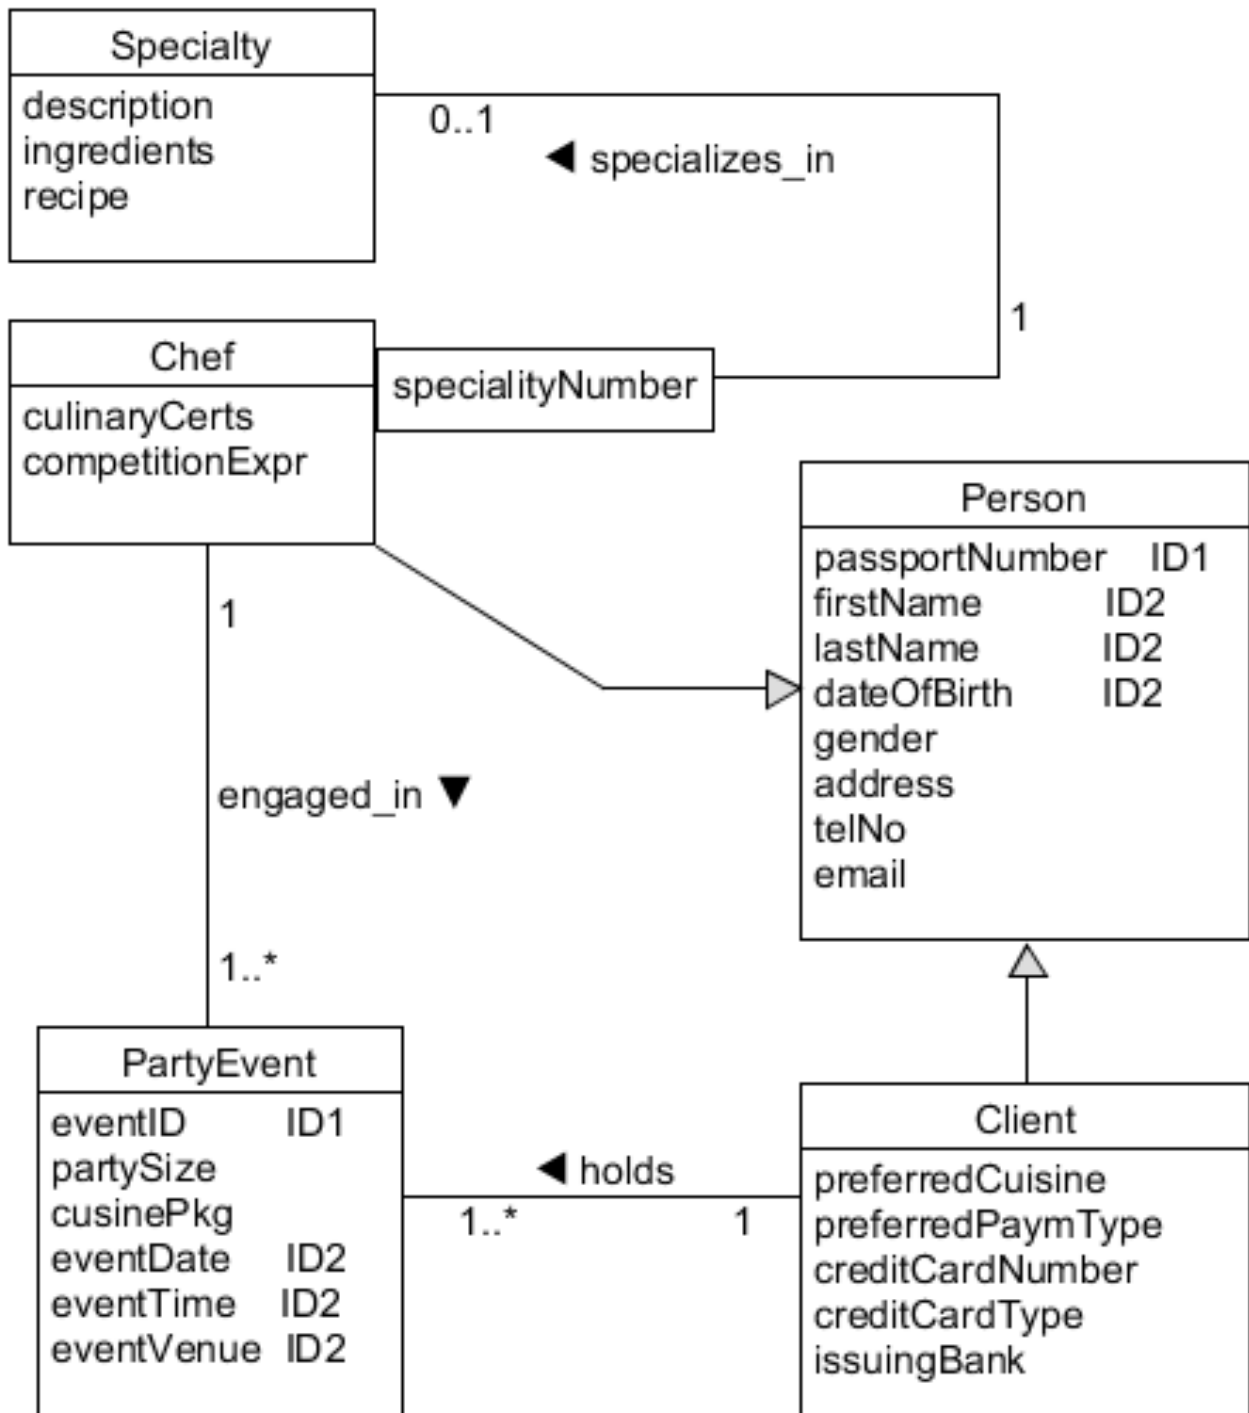 Specialty
description
ingredients
recipe
0..1
◀ specializes_in
1
Chef
culinaryCerts
competitionExpr
specialityNumber
Person
passportNumber ID1
firstName ID2
lastName ID2
dateOfBirth ID2
gender
address
telNo
email
1
engaged_in ▼
1..*
PartyEvent
eventID ID1
partySize
cusinePkg
eventDate ID2
eventTime ID2
eventVenue ID2
◀ holds
1..* 1
Client
preferredCuisine
preferredPaymType
creditCardNumber
creditCardType
issuingBank